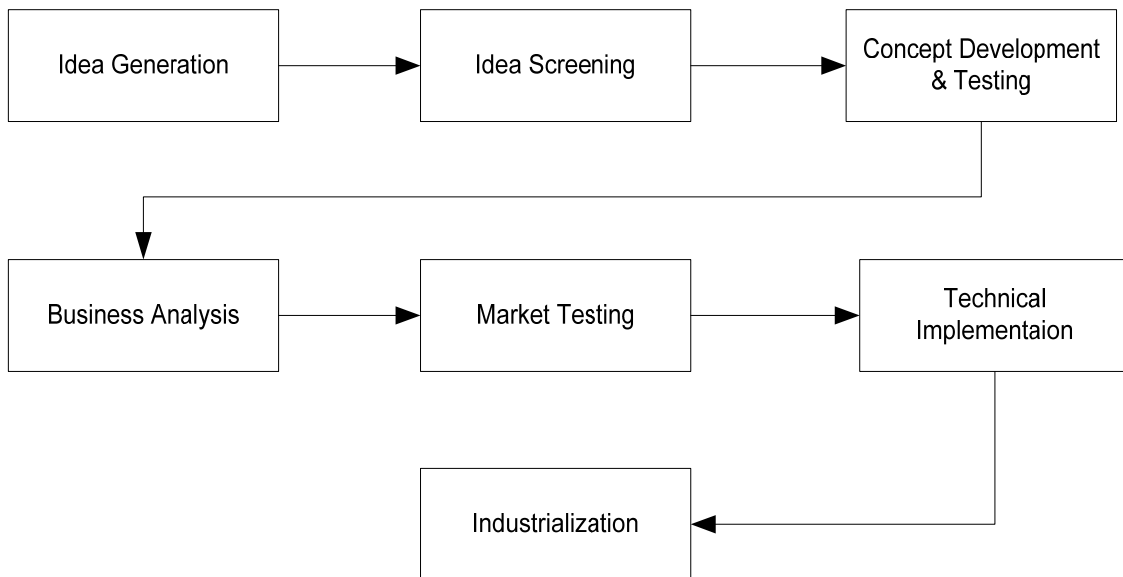 Idea Generation
Idea Screening
Concept Development
& Testing
Business Analysis
Market Testing
Technical
Implementaion
Industrialization